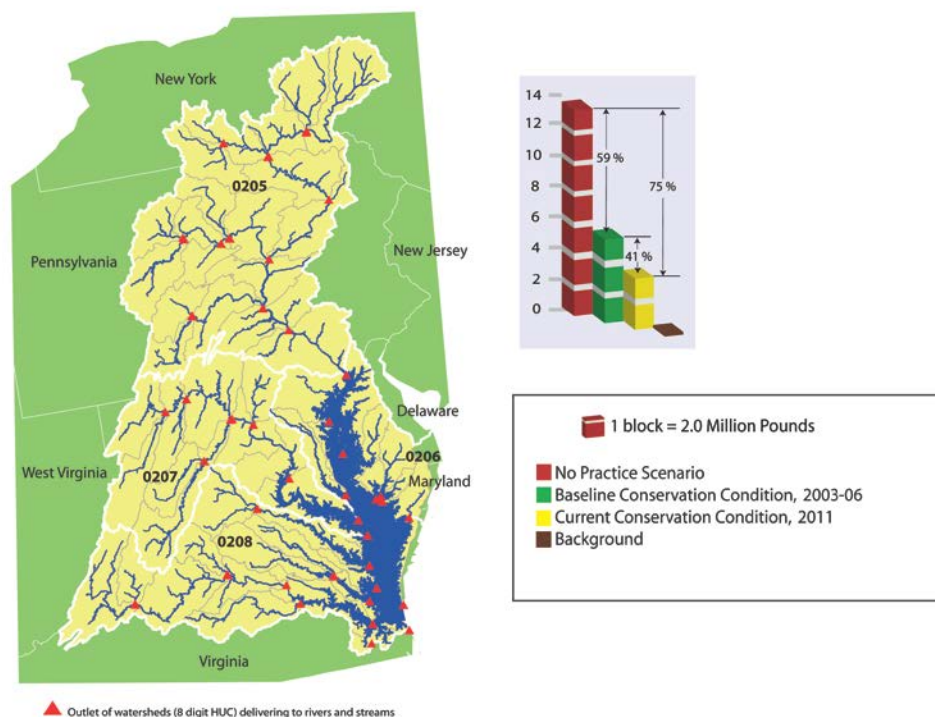 New York
0205
Pennsylvania
New Jersey
Delaware
0206
Maryland
West Virginia
0207
0208
Virginia
Outlet of watersheds (8 digit HUC) delivering to rivers and streams
14
12
10
8
6
4
2
0
59 %
75 %
41 %
1 block = 2.0 Million Pounds
No Practice Scenario
Baseline Conservation Condition, 2003-06
Current Conservation Condition, 2011
Background